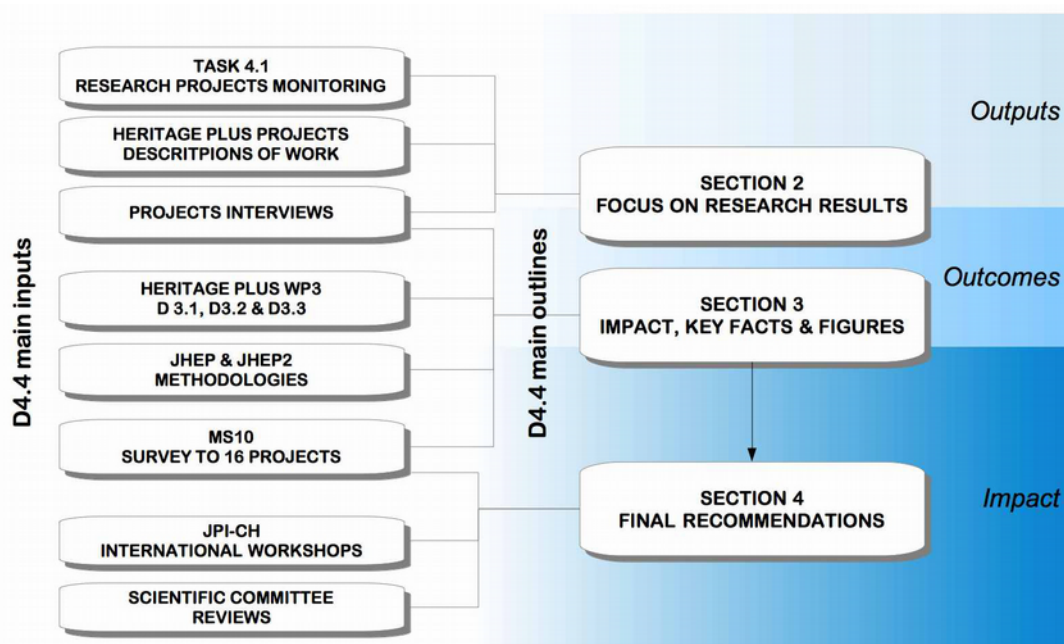 D4.4 main inputs
TASK 4.1
RESEARCH PROJECTS MONITORING
HERITAGE PLUS PROJECTS
DESCRITPIONS OF WORK
PROJECTS INTERVIEWS
HERITAGE PLUS WP3
D 3.1, D3.2 & D3.3
JHEP & JHEP2
METHODOLOGIES
MS10
SURVEY TO 16 PROJECTS
JPI-CH
INTERNATIONAL WORKSHOPS
SCIENTIFIC COMMITTEE
REVIEWS
D4.4 main outlines
SECTION 2
FOCUS ON RESEARCH RESULTS
SECTION 3
IMPACT, KEY FACTS & FIGURES
SECTION 4
FINAL RECOMMENDATIONS
Outputs
Outcomes
Impact